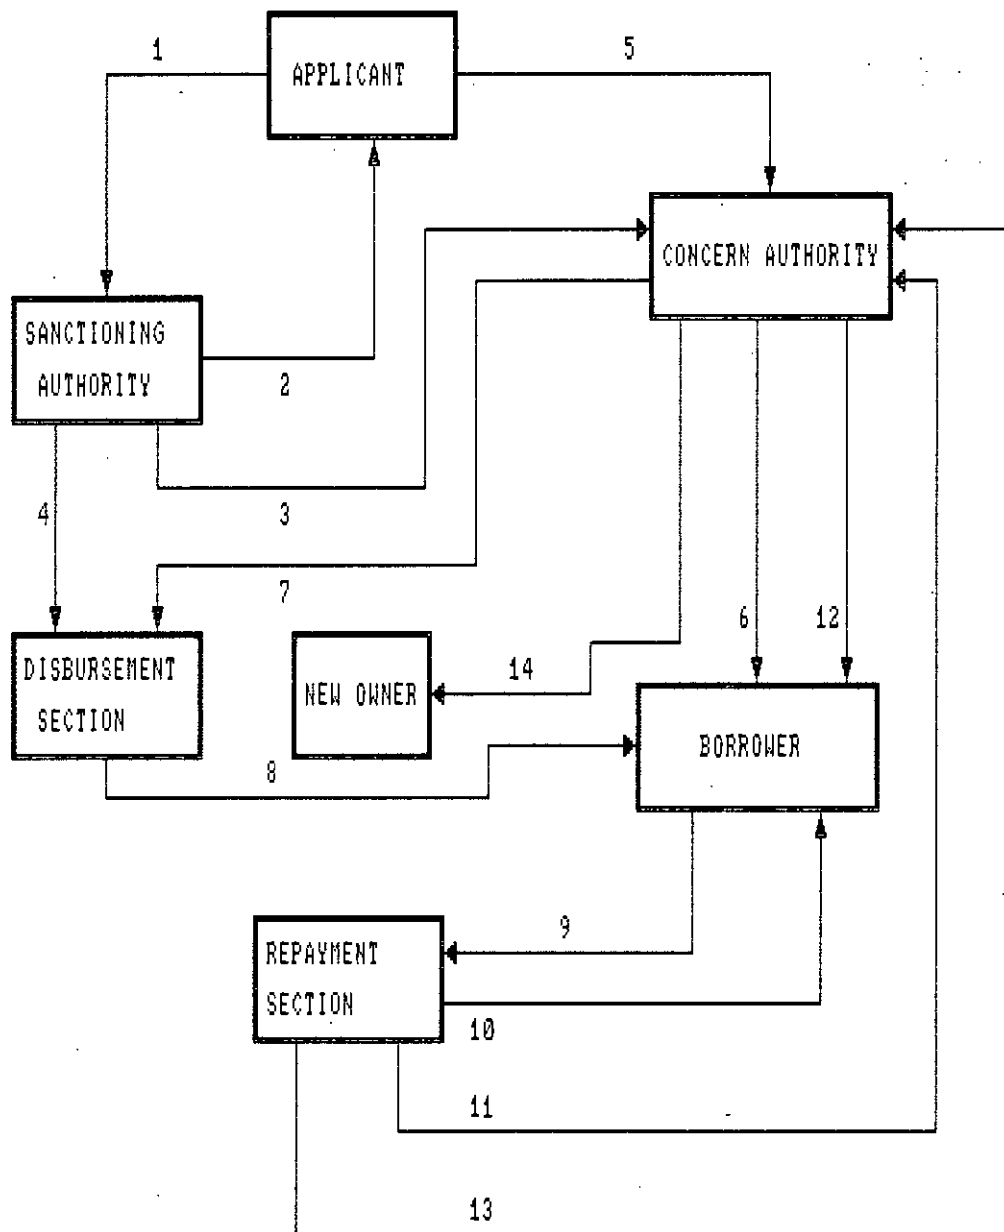 1
5
APPLICANT
CONCERN AUTHORITY
SANCTIONING
AUTHORITY
2
4
3
7
6
12
DISBURSEMENT
SECTION
NEW OWNER
14
BORROWER
8
9
REPAYMENT
SECTION
10
11
13